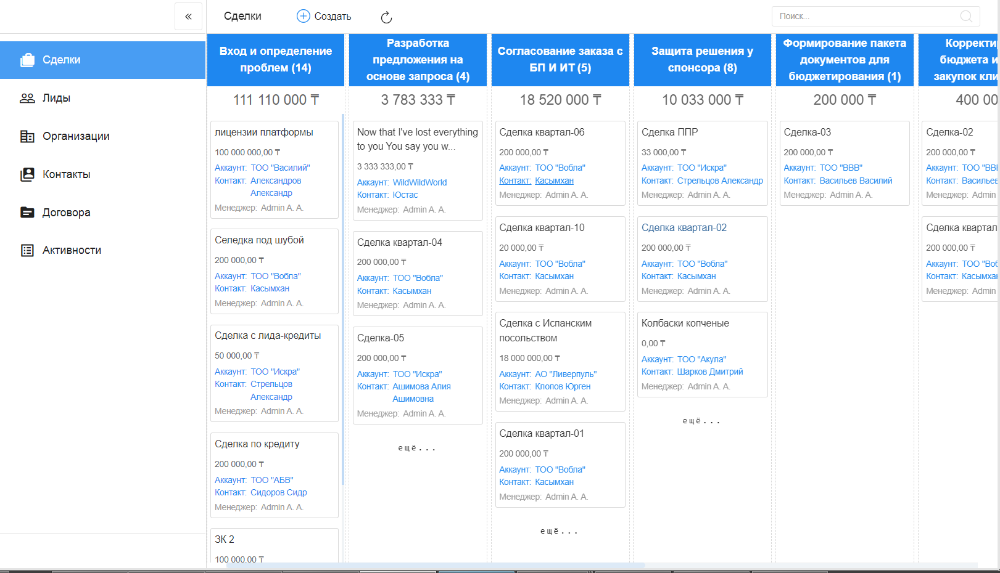 «
Сделки
Создать
Поиск...
Сделки
Лиды
Организации
Контакты
Договора
Активности
Вход и определение
проблем (14)
111 110 000 ₸
лицензии платформы
100 000 000,00 ₸
Аккаунт: ТОО "Василий"
Контакт: Александров
Александр
Менеджер: Admin A. A.
Селедка под шубой
200 000,00 ₸
Аккаунт: ТОО "Вобла"
Контакт: Касымхан
Менеджер: Admin A. A.
Сделка с лида-кредиты
50 000,00 ₸
Аккаунт: ТОО "Искра"
Контакт: Стрельцов
Александр
Менеджер: Admin A. A.
Сделка по кредиту
200 000,00 ₸
Аккаунт: ТОО "АБВ"
Контакт: Сидоров Сидр
Менеджер: Admin A. A.
ЗК 2
100 000,00 ₸
Разработка
предложения на
основе запроса (4)
3 783 333 ₸
Now that I've lost everything
to you You say you w...
3 333 333,00 ₸
Аккаунт: WildWildWorld
Контакт: Юстас
Менеджер: Admin A. A.
Сделка квартал-04
200 000,00 ₸
Аккаунт: ТОО "Вобла"
Контакт: Касымхан
Менеджер: Admin A. A.
Сделка-05
200 000,00 ₸
Аккаунт: ТОО "Искра"
Контакт: Ашимова Алия
Ашимовна
Менеджер: Admin A. A.
ещё...
Согласование заказа с
БП И ИТ (5)
18 520 000 ₸
Сделка квартал-06
200 000,00 ₸
Аккаунт: ТОО "Вобла"
Контакт: Касымхан
Менеджер: Admin A. A.
Сделка квартал-10
20 000,00 ₸
Аккаунт: ТОО "Вобла"
Контакт: Касымхан
Менеджер: Admin A. A.
Сделка с Испанским
посольством
18 000 000,00 ₸
Аккаунт: АО "Ливерпуль"
Контакт: Клопов Юрген
Менеджер: Admin A. A.
Сделка квартал-01
200 000,00 ₸
Аккаунт: ТОО "Вобла"
Контакт: Касымхан
Менеджер: Admin A. A.
ещё...
Защита решения у
спонсора (8)
10 033 000 ₸
Сделка ППР
33 000,00 ₸
Аккаунт: ТОО "Искра"
Контакт: Стрельцов Александр
Менеджер: Admin A. A.
Сделка квартал-02
200 000,00 ₸
Аккаунт: ТОО "Вобла"
Контакт: Касымхан
Менеджер: Admin A. A.
Колбаски копченые
0,00 ₸
Аккаунт: ТОО "Акула"
Контакт: Шарков Дмитрий
Менеджер: Admin A. A.
ещё...
Формирование пакета
документов для
бюджетирования (1)
200 000 ₸
Сделка-03
200 000,00 ₸
Аккаунт: ТОО "ВВВ"
Контакт: Васильев Василий
Менеджер: Admin A. A.
Корректи
бюджета и
закупок кли
400 00
Сделка-02
200 000,00 ₸
Аккаунт: ТОО "ВВ
Контакт: Васильев
Менеджер: Admin
Сделка квартал
200 000,00 ₸
Аккаунт: ТОО "Воб
Контакт: Касымха
Менеджер: Admin